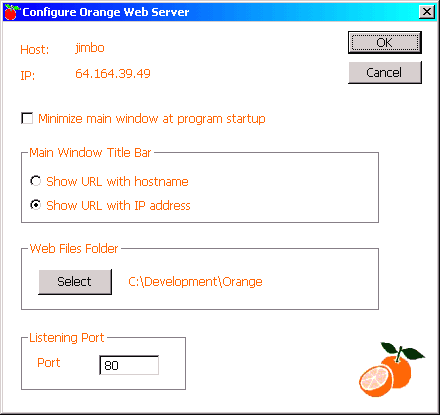 Configure Orange Web Server
Host: jimbo
OK
IP: 64.164.39.49
Cancel
Minimize main window at program startup
Main Window Title Bar
Show URL with hostname
Show URL with IP address
Web Files Folder
Select C:\Development\Orange
Listening Port
Port 80